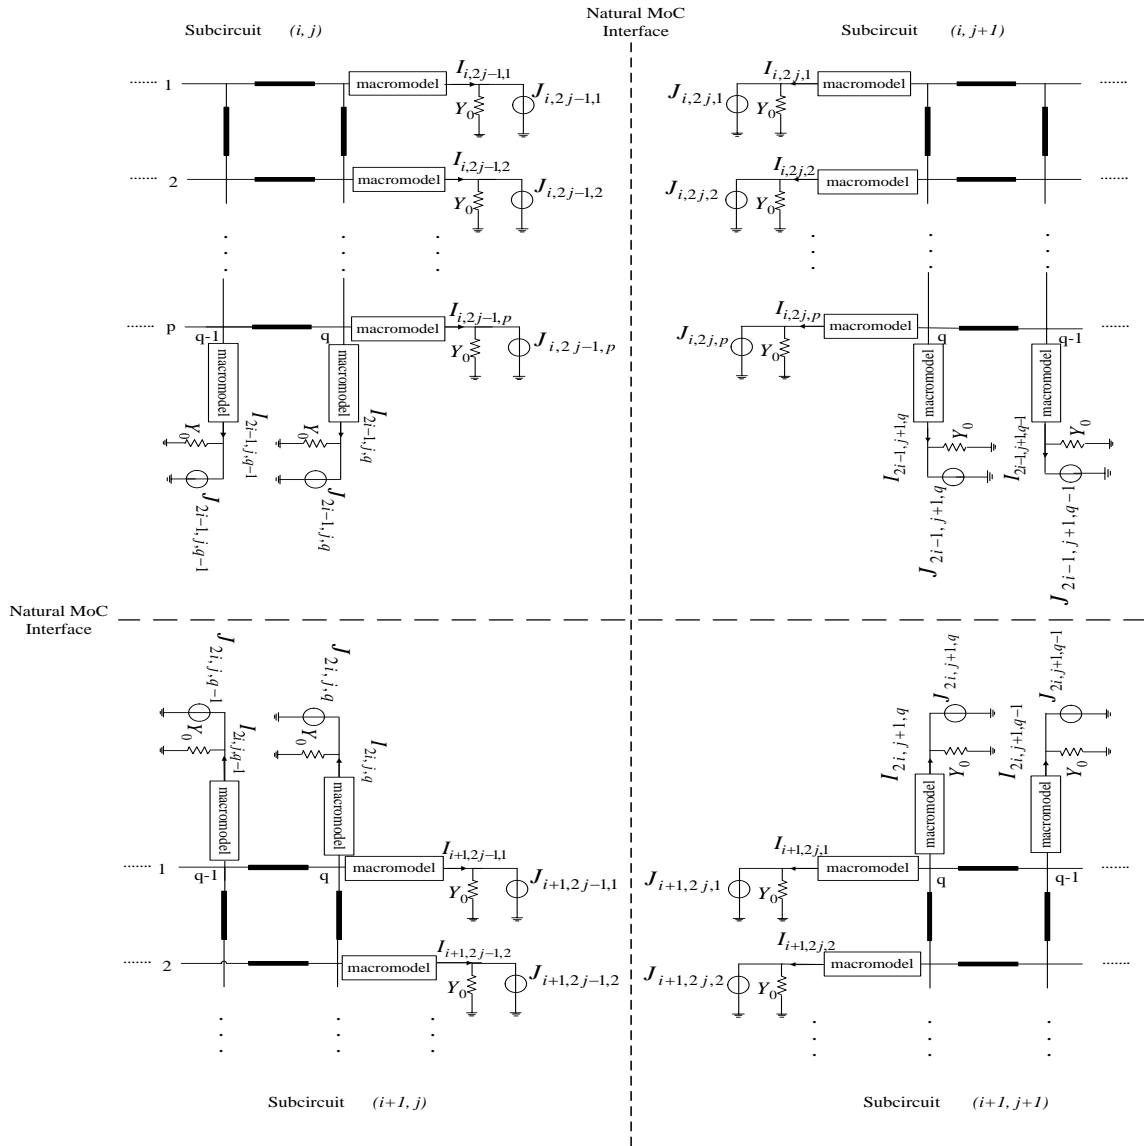 Natural MoC
Interface
Subcircuit (i, j)
Subcircuit (i, j+1)
...... 1 macromodel I_{i,2j-1,1} Y_0 J_{i,2j-1,1}
J_{i,2j,1} Y_0 I_{i,2j,1} macromodel ......
...... 2 macromodel I_{i,2j-1,2} Y_0 J_{i,2j-1,2}
J_{i,2j,2} Y_0 I_{i,2j,2} macromodel ......
...... p q-1 q macromodel I_{i,2j-1,p} Y_0 J_{i,2j-1,p}
J_{i,2j,p} Y_0 I_{i,2j,p} macromodel q q-1 ......
macromodel I_{2i-1,j,q-1} Y_0 J_{2i-1,j,q-1}
macromodel I_{2i-1,j,q} Y_0 J_{2i-1,j,q}
macromodel I_{2i-1,j+1,q} Y_0 J_{2i-1,j+1,q}
macromodel I_{2i-1,j+1,q-1} Y_0 J_{2i-1,j+1,q-1}
Natural MoC
Interface
J_{2i,j,q-1} Y_0 I_{2i,j,q-1} macromodel
J_{2i,j,q} Y_0 I_{2i,j,q} macromodel
J_{2i,j+1,q} Y_0 I_{2i,j+1,q} macromodel
J_{2i,j+1,q-1} Y_0 I_{2i,j+1,q-1} macromodel
...... 1 q-1 q macromodel I_{i+1,2j-1,1} Y_0 J_{i+1,2j-1,1}
J_{i+1,2j,1} Y_0 I_{i+1,2j,1} macromodel q q-1 ......
...... 2 macromodel I_{i+1,2j-1,2} Y_0 J_{i+1,2j-1,2}
J_{i+1,2j,2} Y_0 I_{i+1,2j,2} macromodel ......
Subcircuit (i+1, j)
Subcircuit (i+1, j+1)